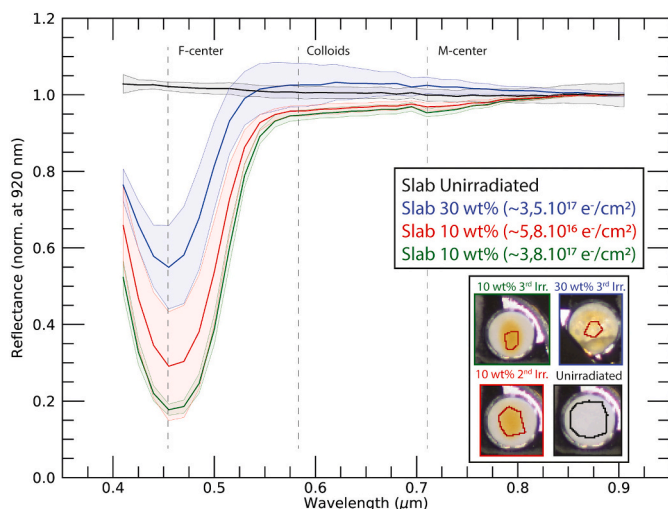 F-center
Colloids
M-center
1.2
1.0
0.8
0.6
0.4
0.2
0.0
Reflectance (norm. at 920 nm)
Slab Unirradiated
Slab 30 wt% (~3,5.10¹⁷ e⁻/cm²)
Slab 10 wt% (~5,8.10¹⁶ e⁻/cm²)
Slab 10 wt% (~3,8.10¹⁷ e⁻/cm²)
10 wt% 3ʳᵈ Irr.
30 wt% 3ʳᵈ Irr.
10 wt% 2ⁿᵈ Irr.
Unirradiated
0.4
0.5
0.6
0.7
0.8
0.9
Wavelength (μm)